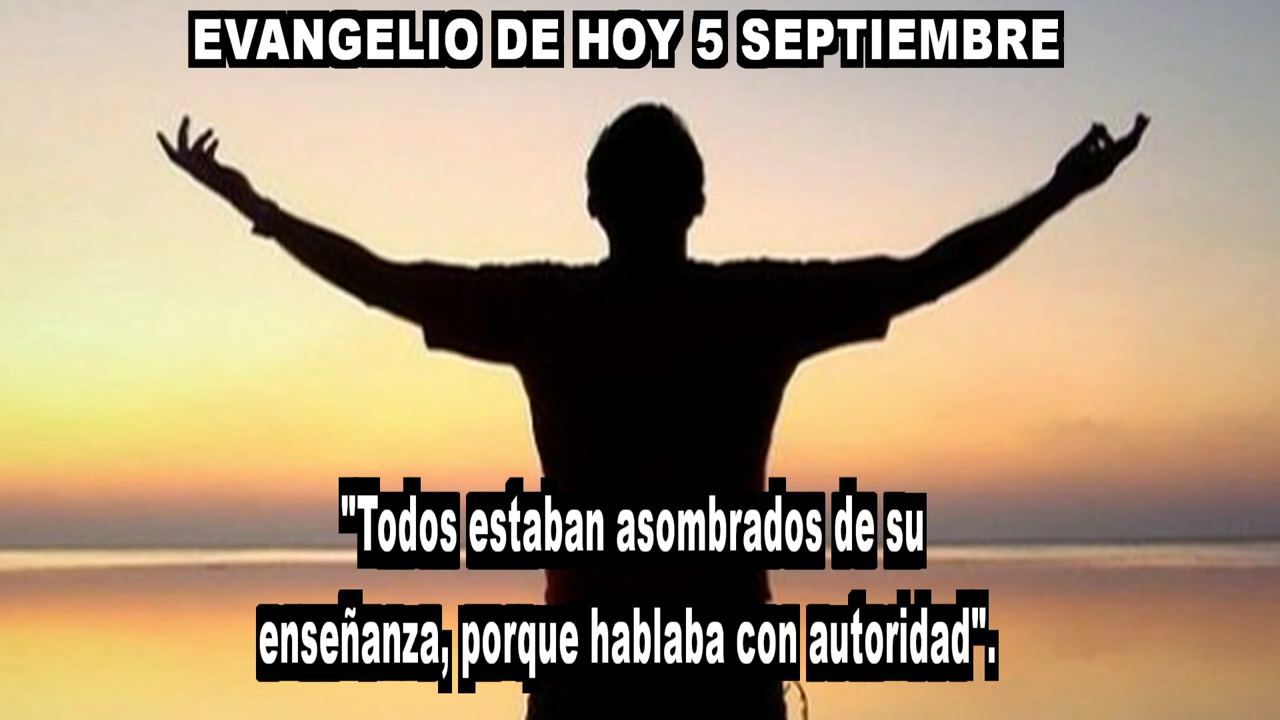 EVANGELIO DE HOY 5 SEPTIEMBRE
"Todos estaban asombrados de su
enseñanza, porque hablaba con autoridad".